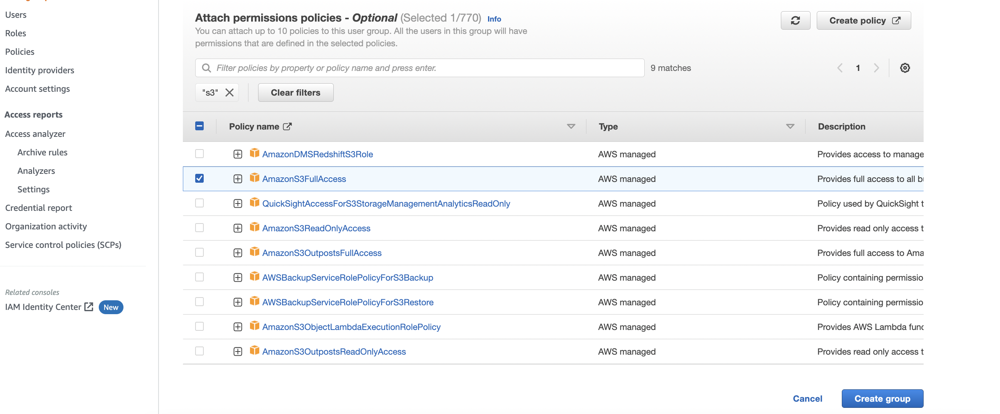 Users
Roles
Policies
Identity providers
Account settings
Access reports
Access analyzer
Archive rules
Analyzers
Settings
Credential report
Organization activity
Service control policies (SCPs)
Related consoles
IAM Identity Center New
Attach permissions policies - Optional (Selected 1/770) Info
You can attach up to 10 policies to this user group. All the users in this group will have
permissions that are defined in the selected policies.
Create policy
Filter policies by property or policy name and press enter.
9 matches
1
"s3"
Clear filters
Policy name Type Description
AmazonDMSRedshiftS3Role AWS managed Provides access to manage
AmazonS3FullAccess AWS managed Provides full access to all bu
QuickSightAccessForS3StorageManagementAnalyticsReadOnly AWS managed Policy used by QuickSight t
AmazonS3ReadOnlyAccess AWS managed Provides read only access t
AmazonS3OutpostsFullAccess AWS managed Provides full access to Ama
AWSBackupServiceRolePolicyForS3Backup AWS managed Policy containing permissio
AWSBackupServiceRolePolicyForS3Restore AWS managed Policy containing permissio
AmazonS3ObjectLambdaExecutionRolePolicy AWS managed Provides AWS Lambda func
AmazonS3OutpostsReadOnlyAccess AWS managed Provides read only access t
Cancel
Create group